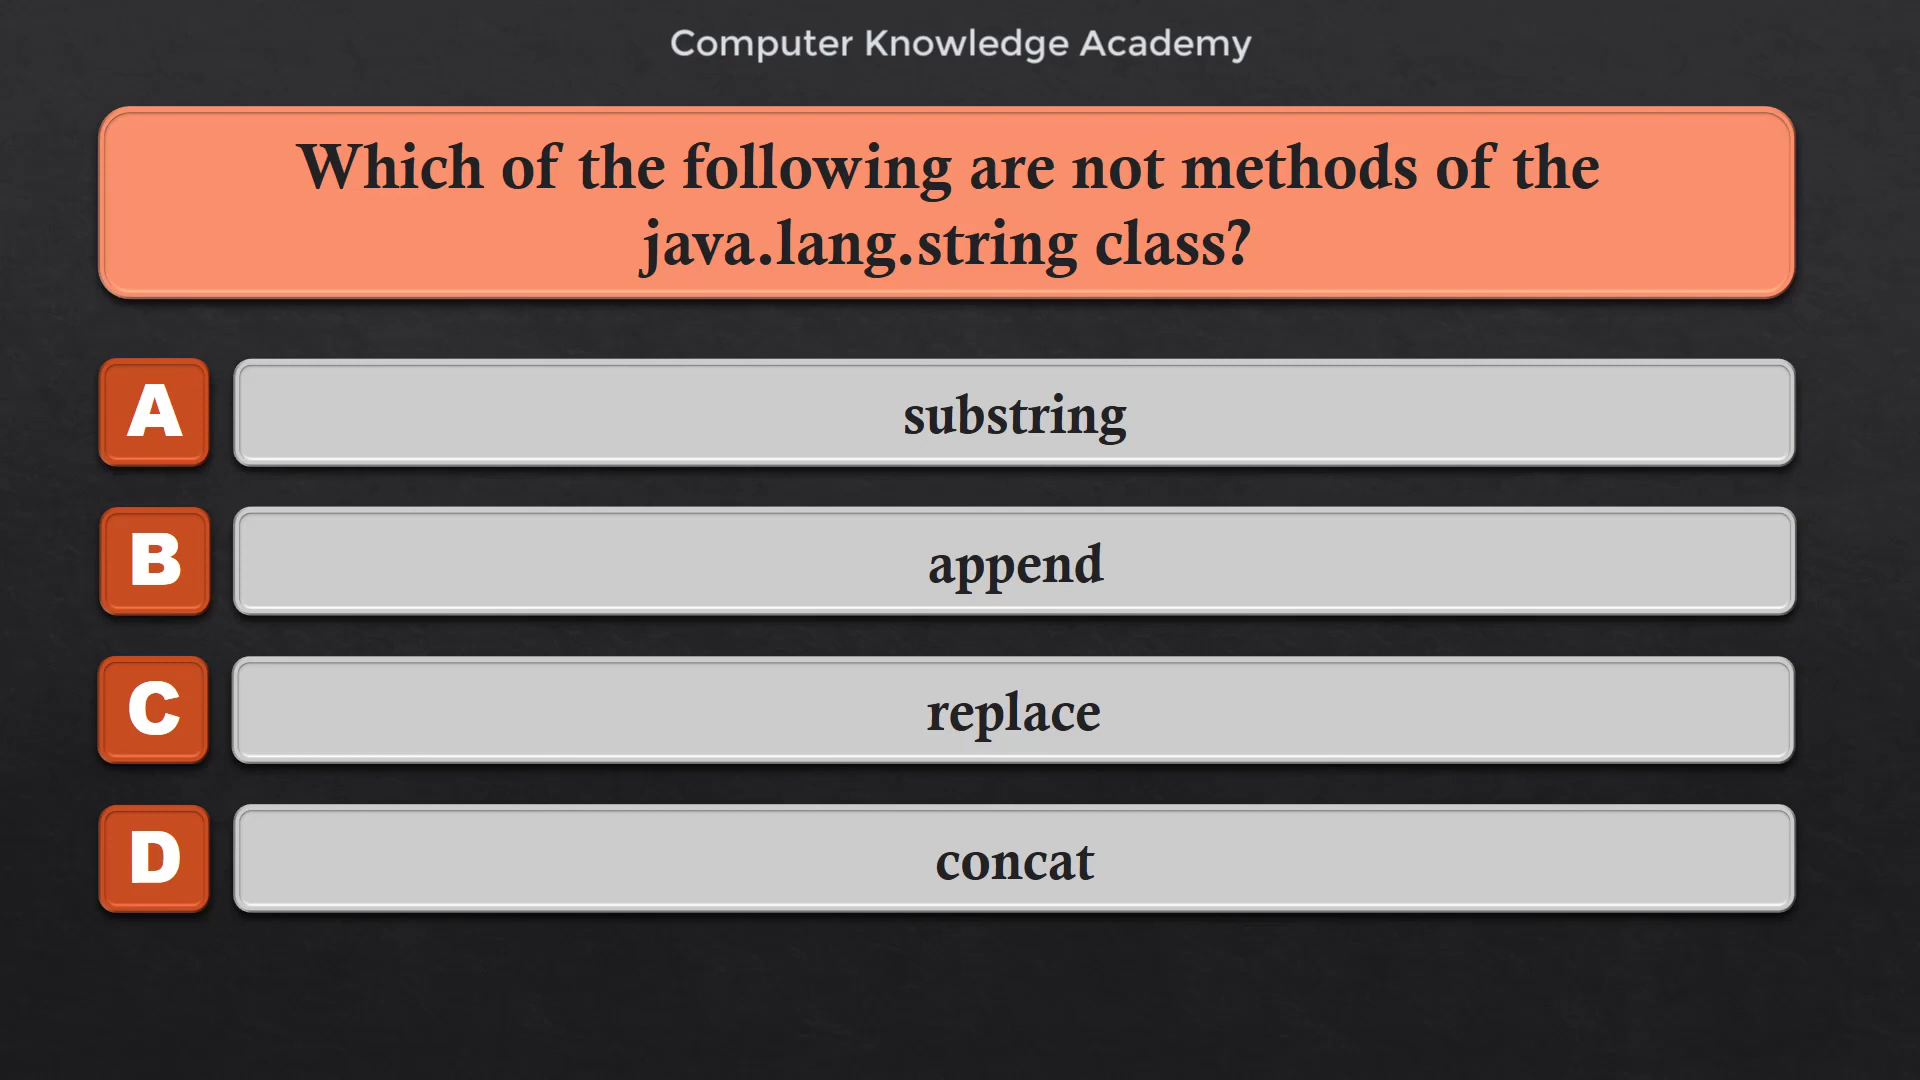 Computer Knowledge Academy
Which of the following are not methods of the
java.lang.string class?
A
substring
B
append
C
replace
D
concat